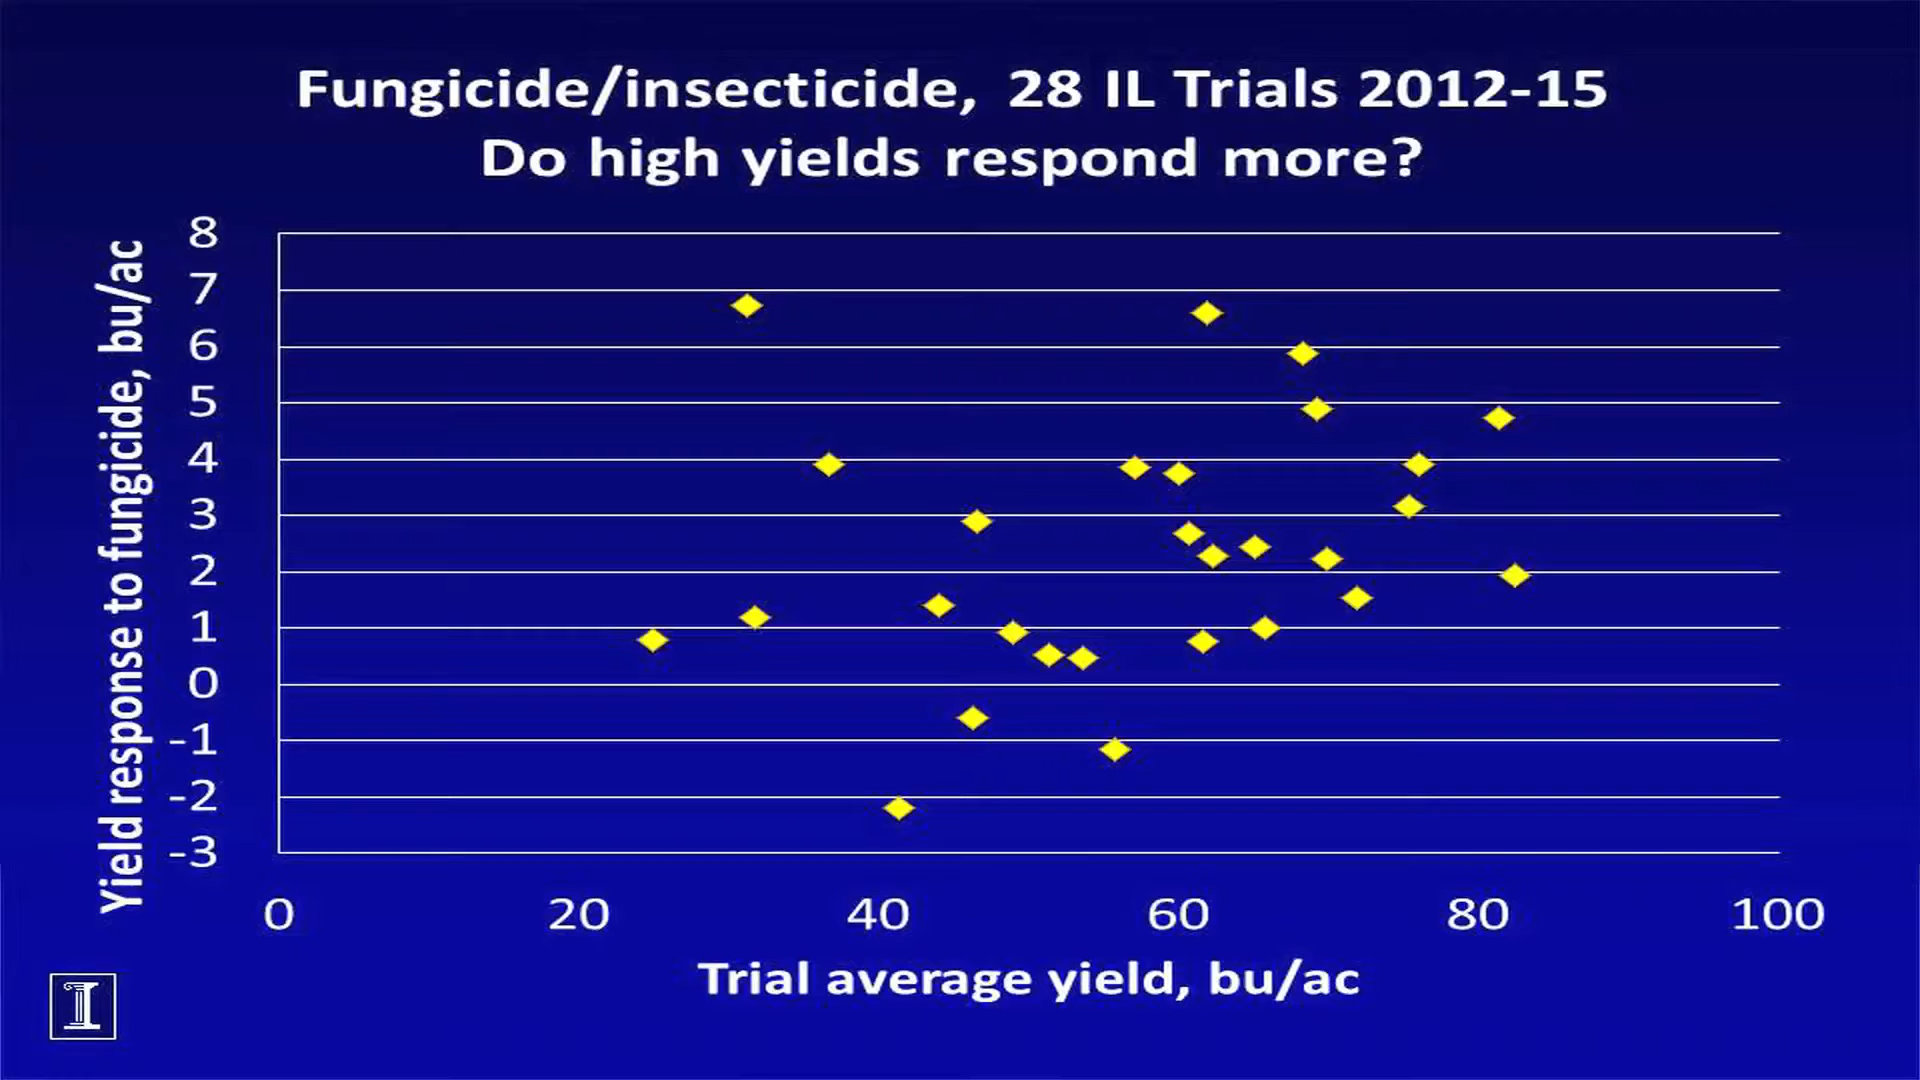 Fungicide/insecticide, 28 IL Trials 2012-15
Do high yields respond more?
Yield response to fungicide, bu/ac
8
7
6
5
4
3
2
1
0
-1
-2
-3
0 20 40 60 80 100
Trial average yield, bu/ac
I